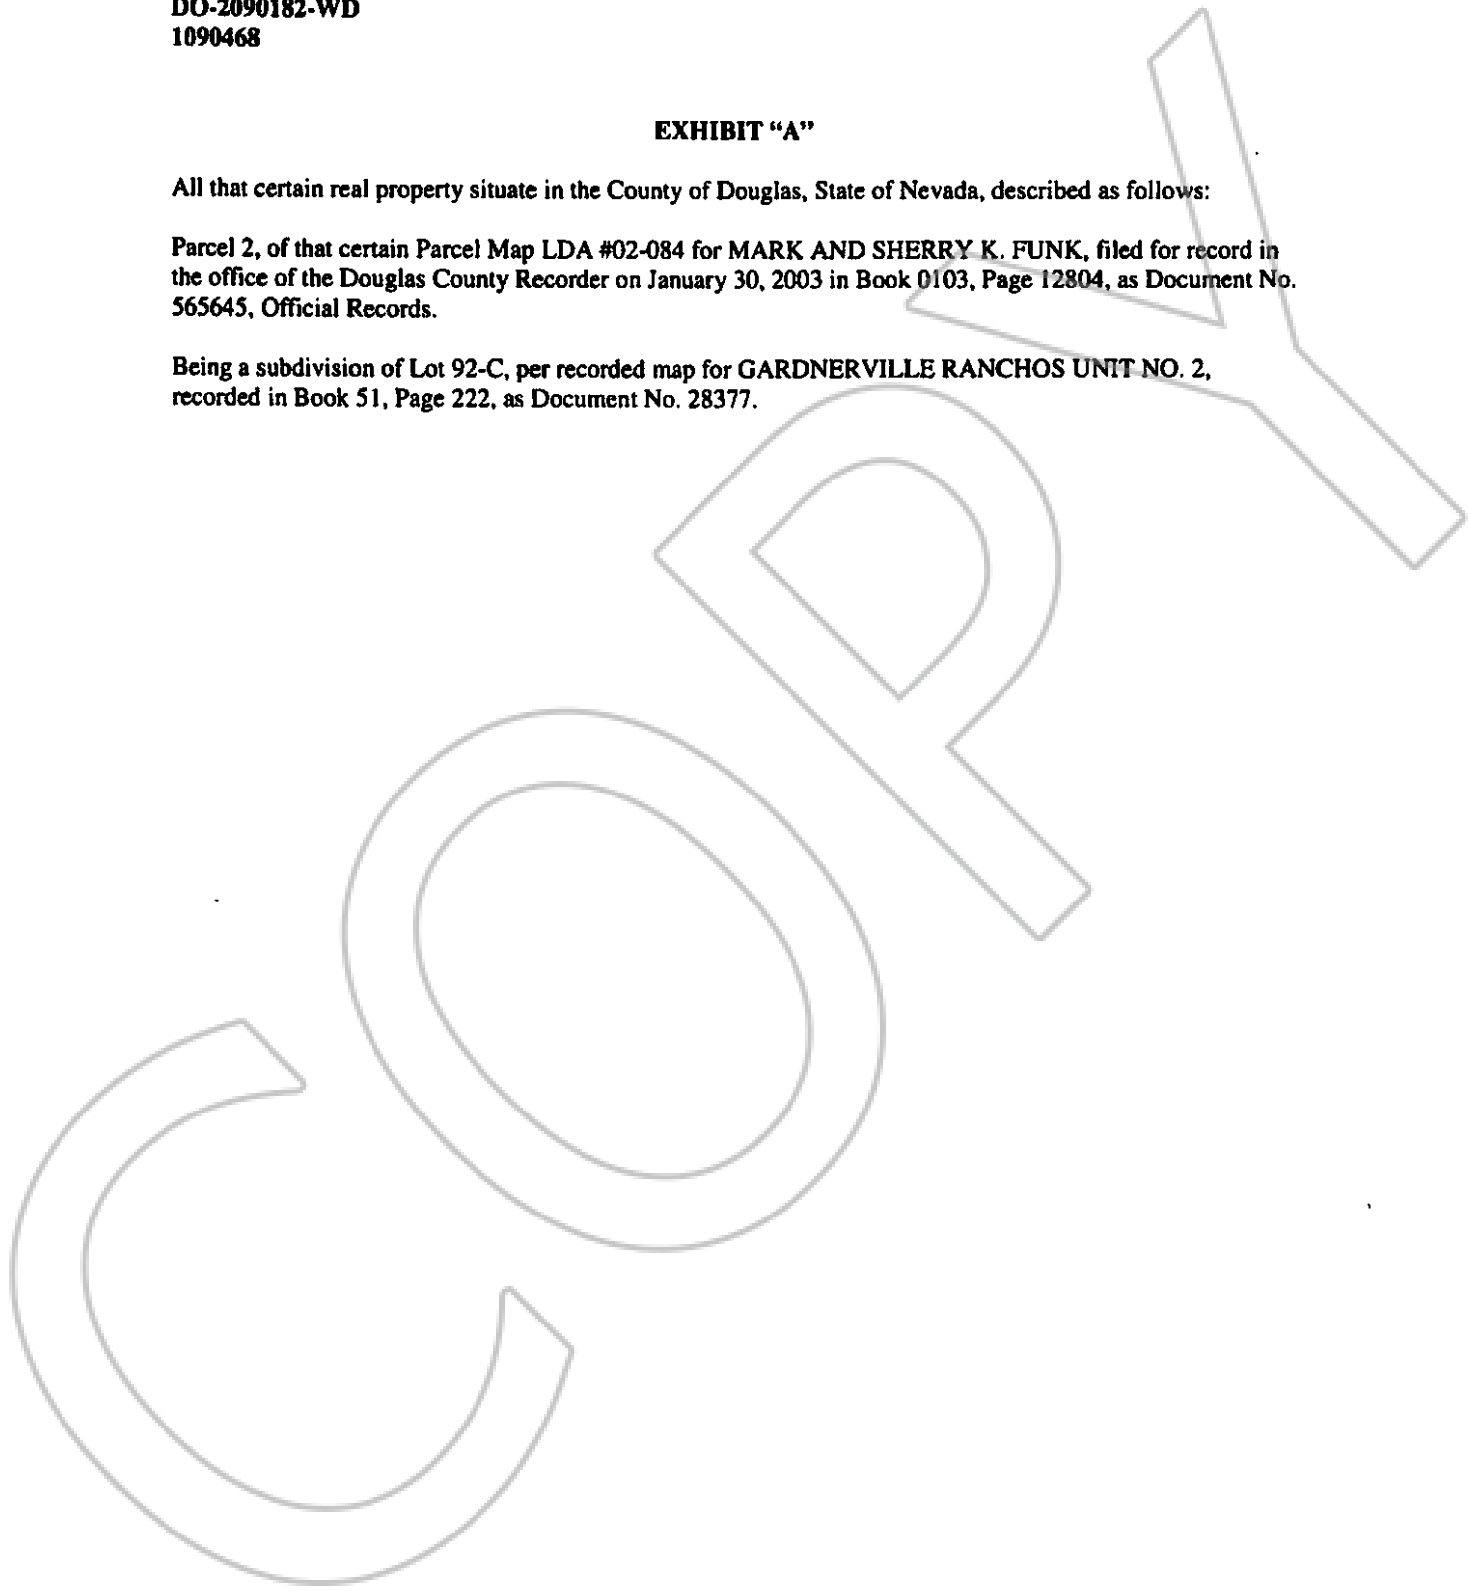 DO-2090182-WD
1090468
EXHIBIT “A”
All that certain real property situate in the County of Douglas, State of Nevada, described as follows:
Parcel 2, of that certain Parcel Map LDA #02-084 for MARK AND SHERRY K. FUNK, filed for record in
the office of the Douglas County Recorder on January 30, 2003 in Book 0103, Page 12804, as Document No.
565645, Official Records.
Being a subdivision of Lot 92-C, per recorded map for GARDNERVILLE RANCHOS UNIT NO. 2,
recorded in Book 51, Page 222, as Document No. 28377.
COPY